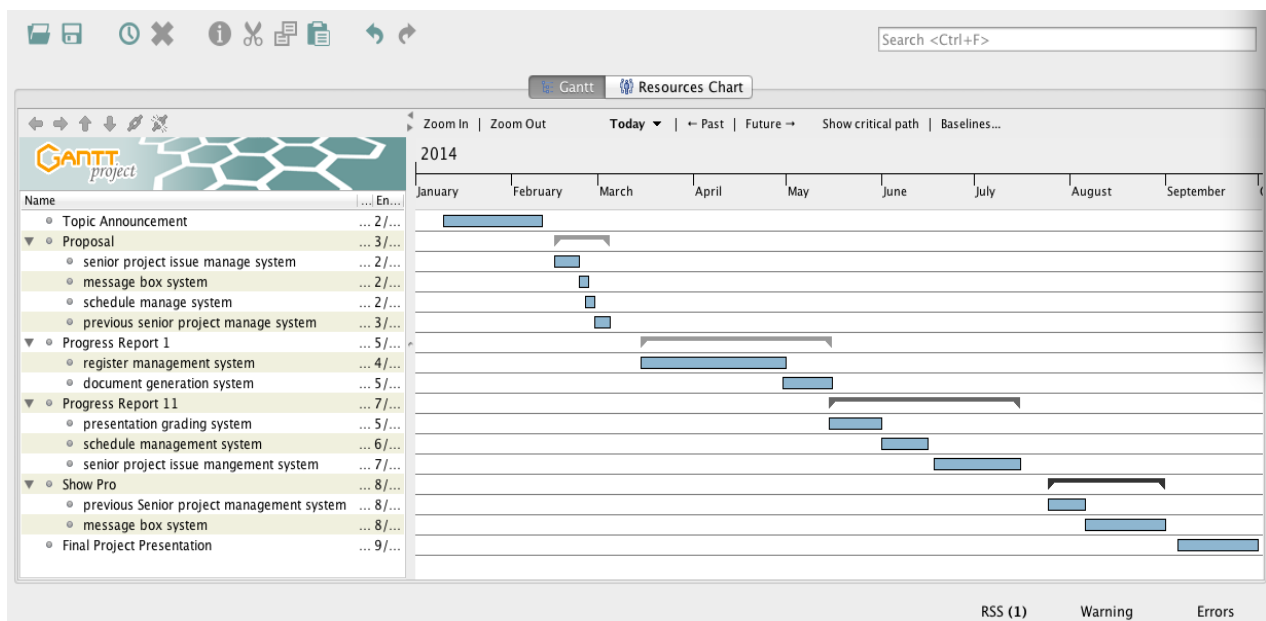 Search <Ctrl+F>
Gantt Resources Chart
Zoom In | Zoom Out Today ▼ | ← Past | Future → Show critical path | Baselines...
GANTT
project
2014
January February March April May June July August September
Name ... En...
Topic Announcement ... 2/...
Proposal ... 3/...
senior project issue manage system ... 2/...
message box system ... 2/...
schedule manage system ... 2/...
previous senior project manage system ... 3/...
Progress Report 1 ... 5/...
register management system ... 4/...
document generation system ... 5/...
Progress Report 11 ... 7/...
presentation grading system ... 5/...
schedule management system ... 6/...
senior project issue mangement system ... 7/...
Show Pro ... 8/...
previous Senior project management system ... 8/...
message box system ... 8/...
Final Project Presentation ... 9/...
RSS (1) Warning Errors